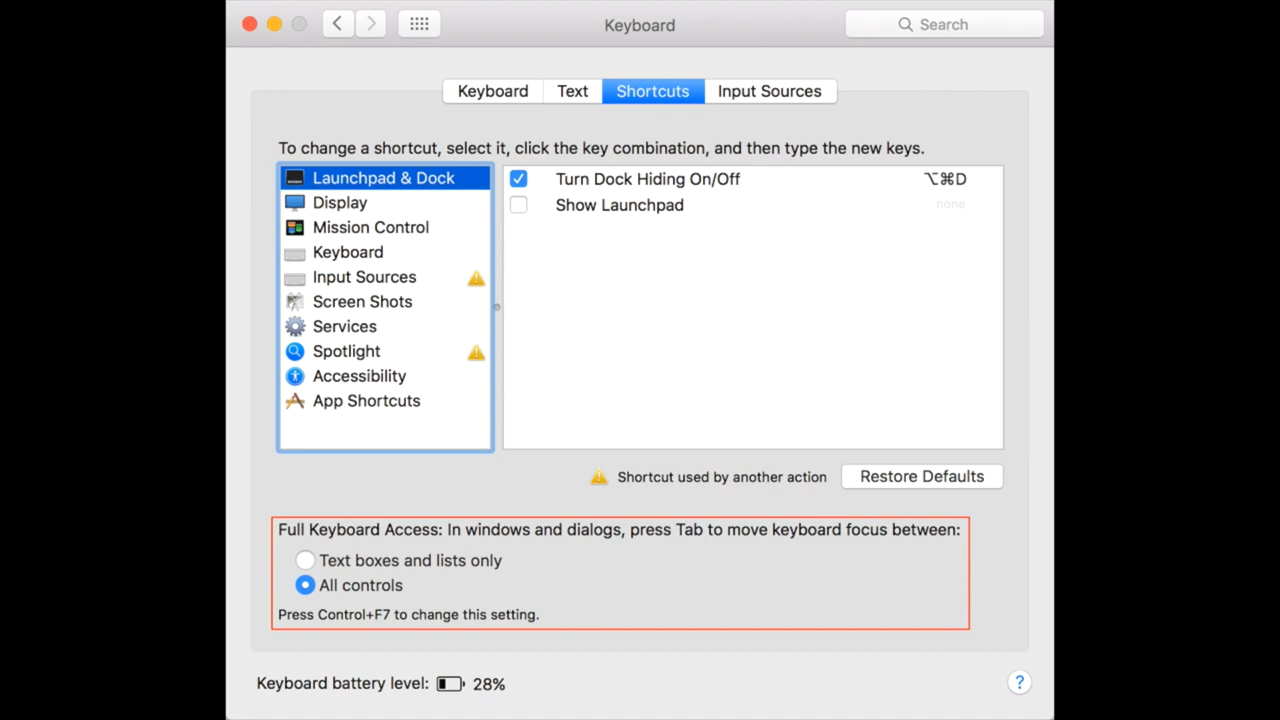 Keyboard
Search
Keyboard Text Shortcuts Input Sources
To change a shortcut, select it, click the key combination, and then type the new keys.
Launchpad & Dock
Display
Mission Control
Keyboard
Input Sources
Screen Shots
Services
Spotlight
Accessibility
App Shortcuts
Turn Dock Hiding On/Off ⌥⌘D
Show Launchpad none
Shortcut used by another action
Restore Defaults
Full Keyboard Access: In windows and dialogs, press Tab to move keyboard focus between:
Text boxes and lists only
All controls
Press Control+F7 to change this setting.
Keyboard battery level: 28%
?